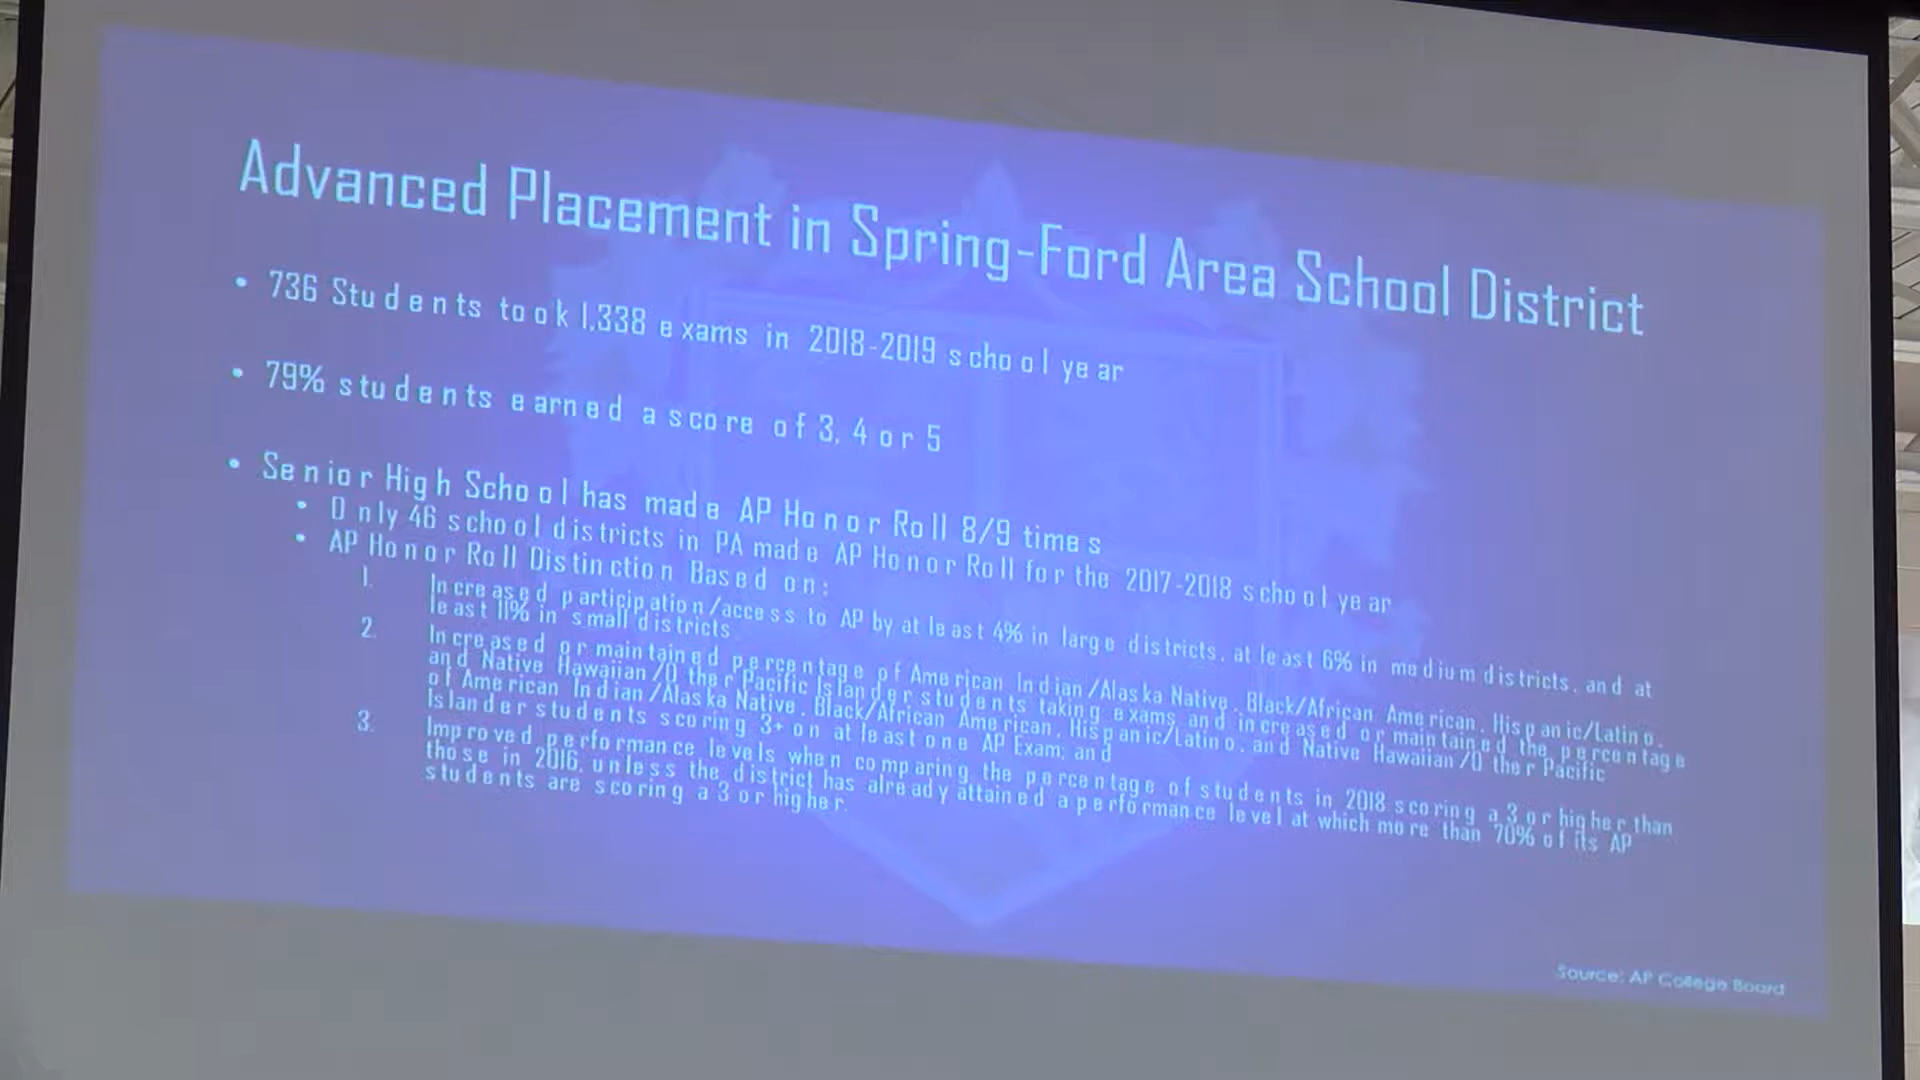 Advanced Placement in Spring-Ford Area School District
• 736 Students took 1,338 exams in 2018-2019 school year
• 79% students earned a score of 3, 4 or 5
• Senior High School has made AP Honor Roll 8/9 times
• Only 46 school districts in PA made AP Honor Roll for the 2017-2018 school year
• AP Honor Roll Distinction Based on:
1. Increased participation/access to AP by at least 4% in large districts, at least 6% in medium districts, and at
least 11% in small districts.
2. Increased or maintained percentage of American Indian/Alaska Native, Black/African American, Hispanic/Latino,
and Native Hawaiian/Other Pacific Islander students taking exams and increased or maintained the percentage
of American Indian/Alaska Native, Black/African American, Hispanic/Latino, and Native Hawaiian/Other Pacific
Islander students scoring 3+ on at least one AP Exam; and
3. Improved performance levels when comparing the percentage of students in 2018 scoring a 3 or higher than
those in 2016, unless the district has already attained a performance level at which more than 70% of its AP
students are scoring a 3 or higher.
Source: AP College Board